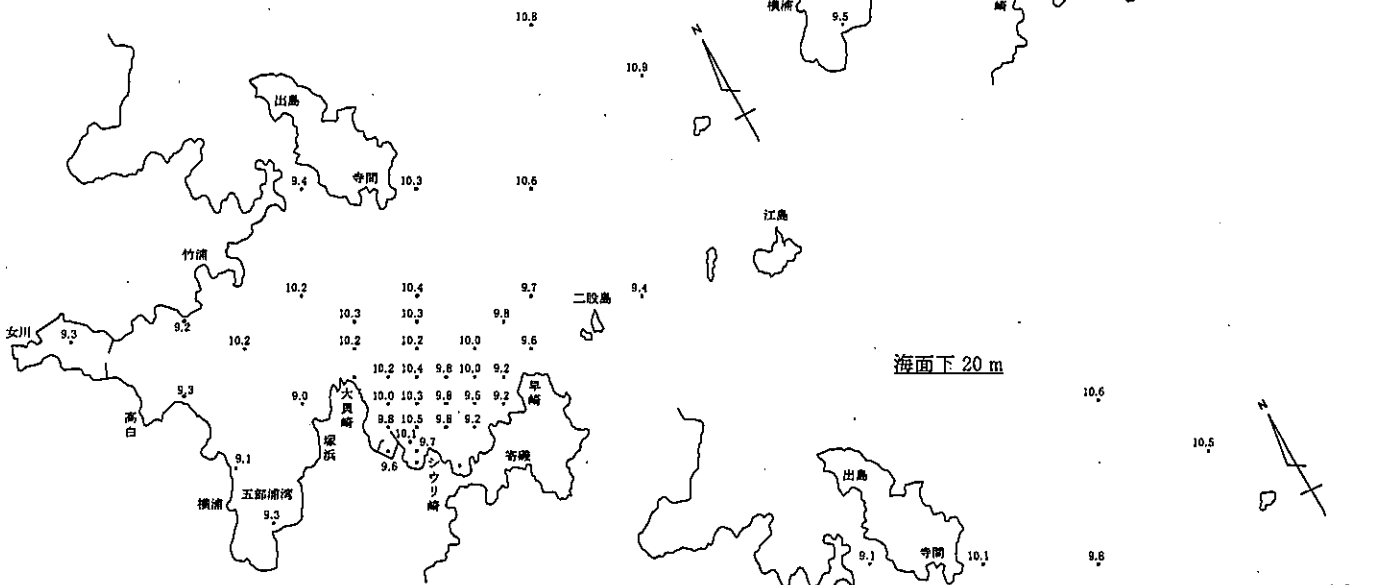 10.8
横浦
9.5
崎
N
10.9
出島
寺間
9.4
10.3
10.6
江島
竹浦
10.2
10.4
9.7
二股島
9.4
女川
9.3
9.2
10.3
10.3
9.8
10.2
10.2
10.2
10.0
9.6
海面下 20 m
10.2 10.4 9.8 10.0 9.2
9.3
9.0
大貝崎
10.0 10.3 9.8 9.5 9.2
早崎
10.6
高白
9.8 10.5 9.8 9.2
N
塚浜
10.1
9.7
10.5
9.1
9.6
シウリ崎
寄磯
出島
横浦
五部浦湾
9.3
9.1
寺間
10.1
9.8